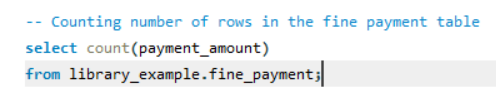 -- Counting number of rows in the fine payment table
select count(payment_amount)
from library_example.fine_payment;